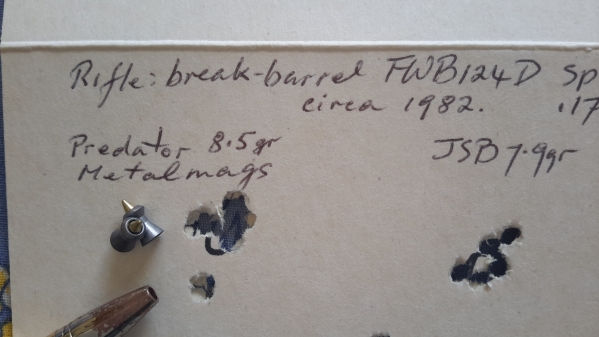 Rifle: break-barrel FWB124D Sp
circa 1982. .17
Predator 8.5gr
Metalmags
JSB 7.9gr